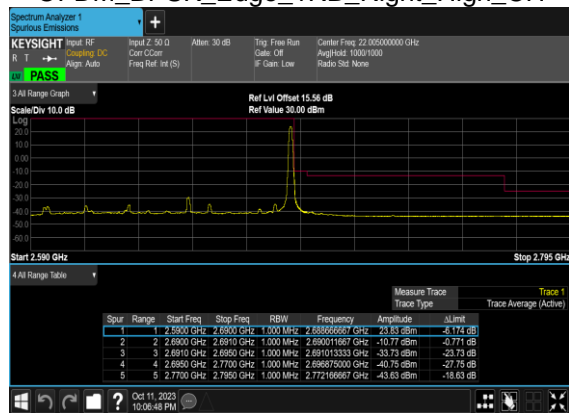 Spectrum Analyzer 1
Spurious Emissions
KEYSIGHT
R T
LXI PASS
Input: RF
Coupling: DC
Align: Auto
Input Z: 50 Ω
Corr CCorr
Freq Ref: Int (S)
Atten: 30 dB
Trig: Free Run
Gate: Off
IF Gain: Low
Center Freq: 22.005000000 GHz
Avg|Hold: 1000/1000
Radio Std: None
3 All Range Graph
Scale/Div 10.0 dB
Ref Lvl Offset 15.56 dB
Ref Value 30.00 dBm
Log
20.0
10.0
0.00
-10.0
-20.0
-30.0
-40.0
-50.0
-60.0
Start 2.590 GHz
Stop 2.795 GHz
4 All Range Table
Measure Trace Trace 1
Trace Type Trace Average (Active)
Spur Range Start Freq Stop Freq RBW Frequency Amplitude ΔLimit
1 1 2.5900 GHz 2.6900 GHz 1.000 MHz 2.688666667 GHz 23.83 dBm -6.174 dB
2 2 2.6900 GHz 2.6910 GHz 1.000 MHz 2.690011667 GHz -10.77 dBm -0.771 dB
3 3 2.6910 GHz 2.6950 GHz 1.000 MHz 2.691013333 GHz -33.73 dBm -23.73 dB
4 4 2.6950 GHz 2.7700 GHz 1.000 MHz 2.696875000 GHz -40.75 dBm -27.75 dB
5 5 2.7700 GHz 2.7950 GHz 1.000 MHz 2.772166667 GHz -43.63 dBm -18.63 dB
Oct 11, 2023
10:06:48 PM